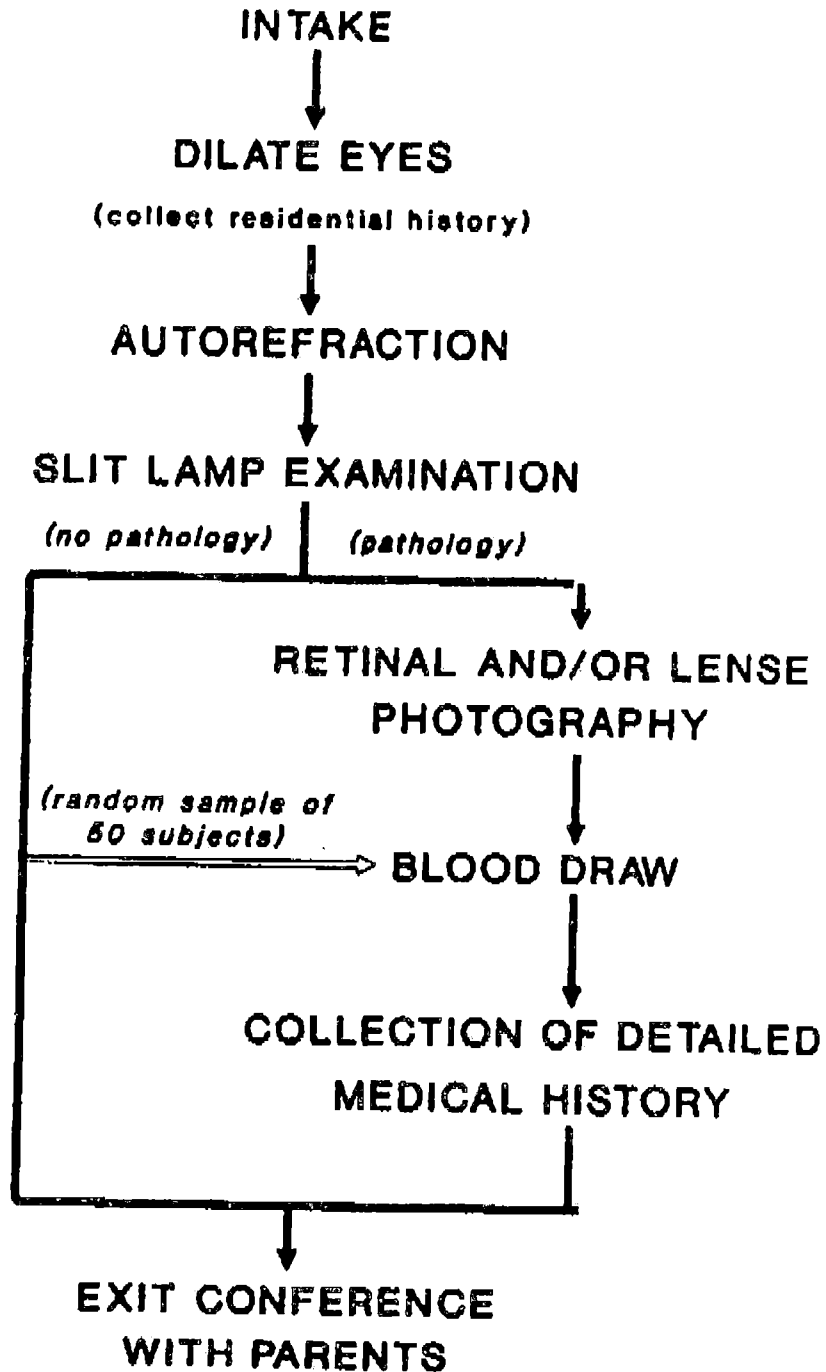 INTAKE
DILATE EYES
(collect residential history)
AUTOREFRACTION
SLIT LAMP EXAMINATION
(no pathology) (pathology)
RETINAL AND/OR LENSE
PHOTOGRAPHY
(random sample of
50 subjects)
BLOOD DRAW
COLLECTION OF DETAILED
MEDICAL HISTORY
EXIT CONFERENCE
WITH PARENTS